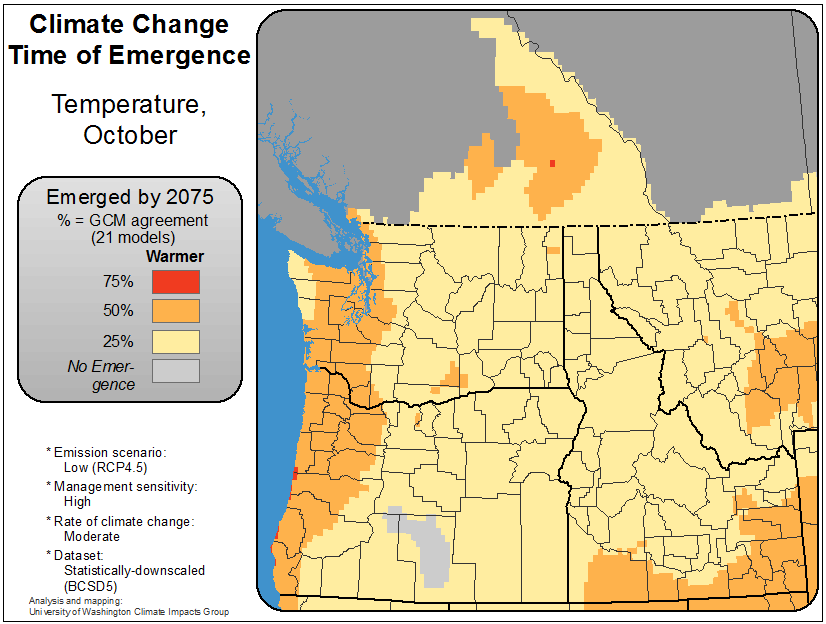 Climate Change
Time of Emergence
Temperature,
October
Emerged by 2075
% = GCM agreement
(21 models)
Warmer
75%
50%
25%
No Emer-
gence
* Emission scenario:
Low (RCP4.5)
* Management sensitivity:
High
* Rate of climate change:
Moderate
* Dataset:
Statistically-downscaled
(BCSD5)
Analysis and mapping:
University of Washington Climate Impacts Group